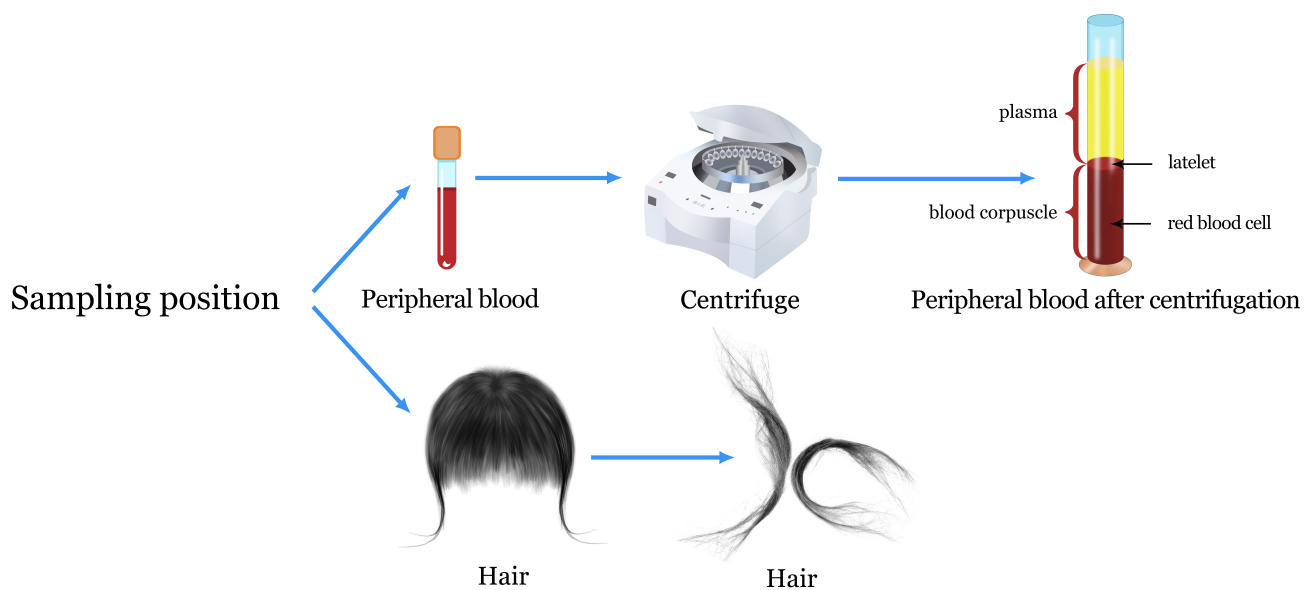 plasma
latelet
blood corpuscle
red blood cell
Sampling position
Peripheral blood
Centrifuge
Peripheral blood after centrifugation
Hair
Hair